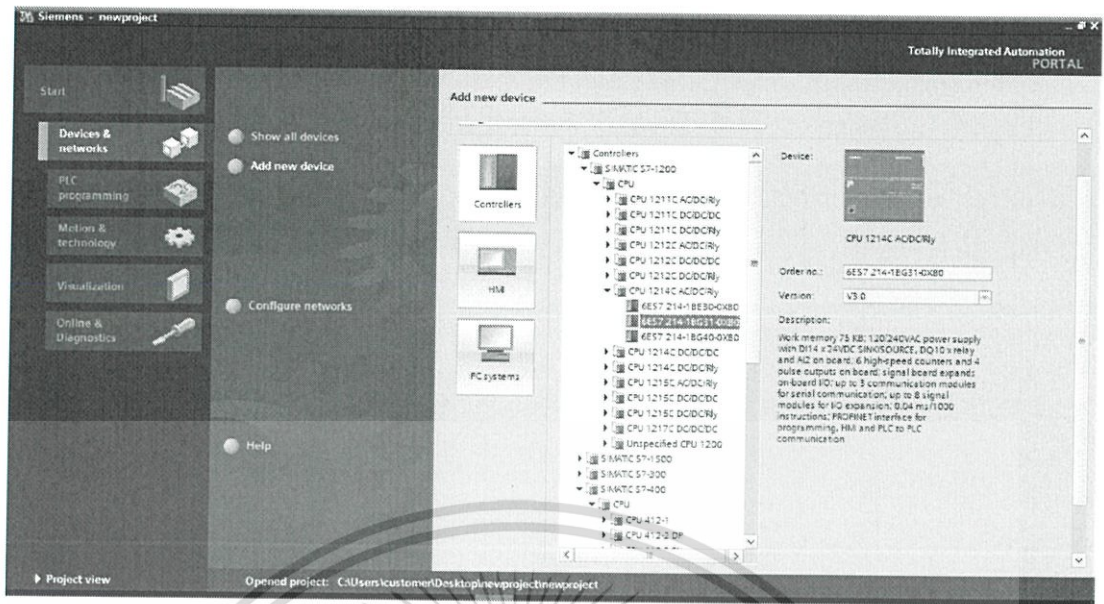 Siemens - newproject
Totally Integrated Automation
PORTAL
Start
Devices &
networks
PLC
programming
Motion &
technology
Visualization
Online &
Diagnostics
Show all devices
Add new device
Configure networks
Help
Add new device
Controllers
HMI
PC systems
Controllers
SIMATIC S7-1200
CPU
CPU 1211C AC/DC/Rly
CPU 1211C DC/DC/DC
CPU 1211C DC/DC/Rly
CPU 1212C AC/DC/Rly
CPU 1212C DC/DC/DC
CPU 1212C DC/DC/Rly
CPU 1214C AC/DC/Rly
6ES7 214-1BE30-0XB0
6ES7 214-1BG31-0XB0
6ES7 214-1BG40-0XB0
CPU 1214C DC/DC/DC
CPU 1214C DC/DC/Rly
CPU 1215C AC/DC/Rly
CPU 1215C DC/DC/DC
CPU 1215C DC/DC/Rly
CPU 1217C DC/DC/DC
Unspecified CPU 1200
SIMATIC S7-1500
SIMATIC S7-300
SIMATIC S7-400
CPU
CPU 412-1
CPU 412-2 DP
Device:
CPU 1214C AC/DC/Rly
Order no.: 6ES7 214-1BG31-0XB0
Version: V3.0
Description:
Work memory 75 KB; 120/240VAC power supply
with DI14 x 24VDC SINK/SOURCE, DQ10 x relay
and AI2 on board; 6 high-speed counters and 4
pulse outputs on board; signal board expands
on-board I/O; up to 3 communication modules
for serial communication; up to 8 signal
modules for I/O expansion; 0.04 ms/1000
instructions; PROFINET interface for
programming, HMI and PLC to PLC
communication
Project view
Opened project: C:\Users\customer\Desktop\newproject\newproject